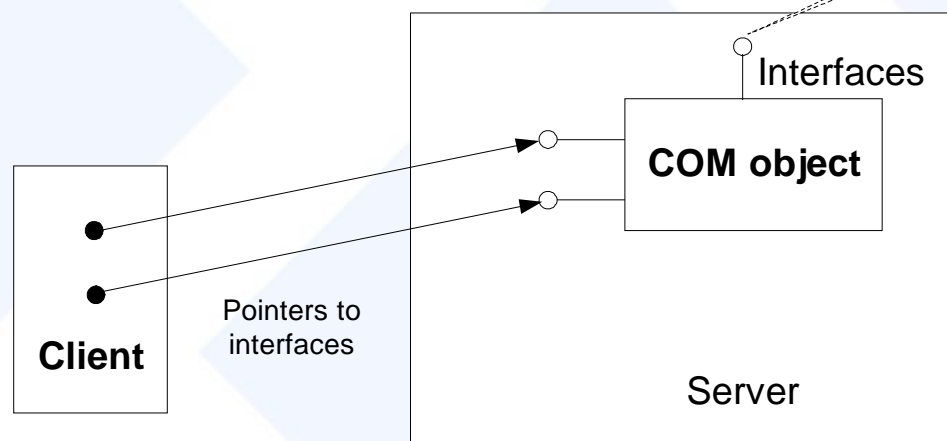 Interfaces
COM object
Pointers to
interfaces
Client
Server